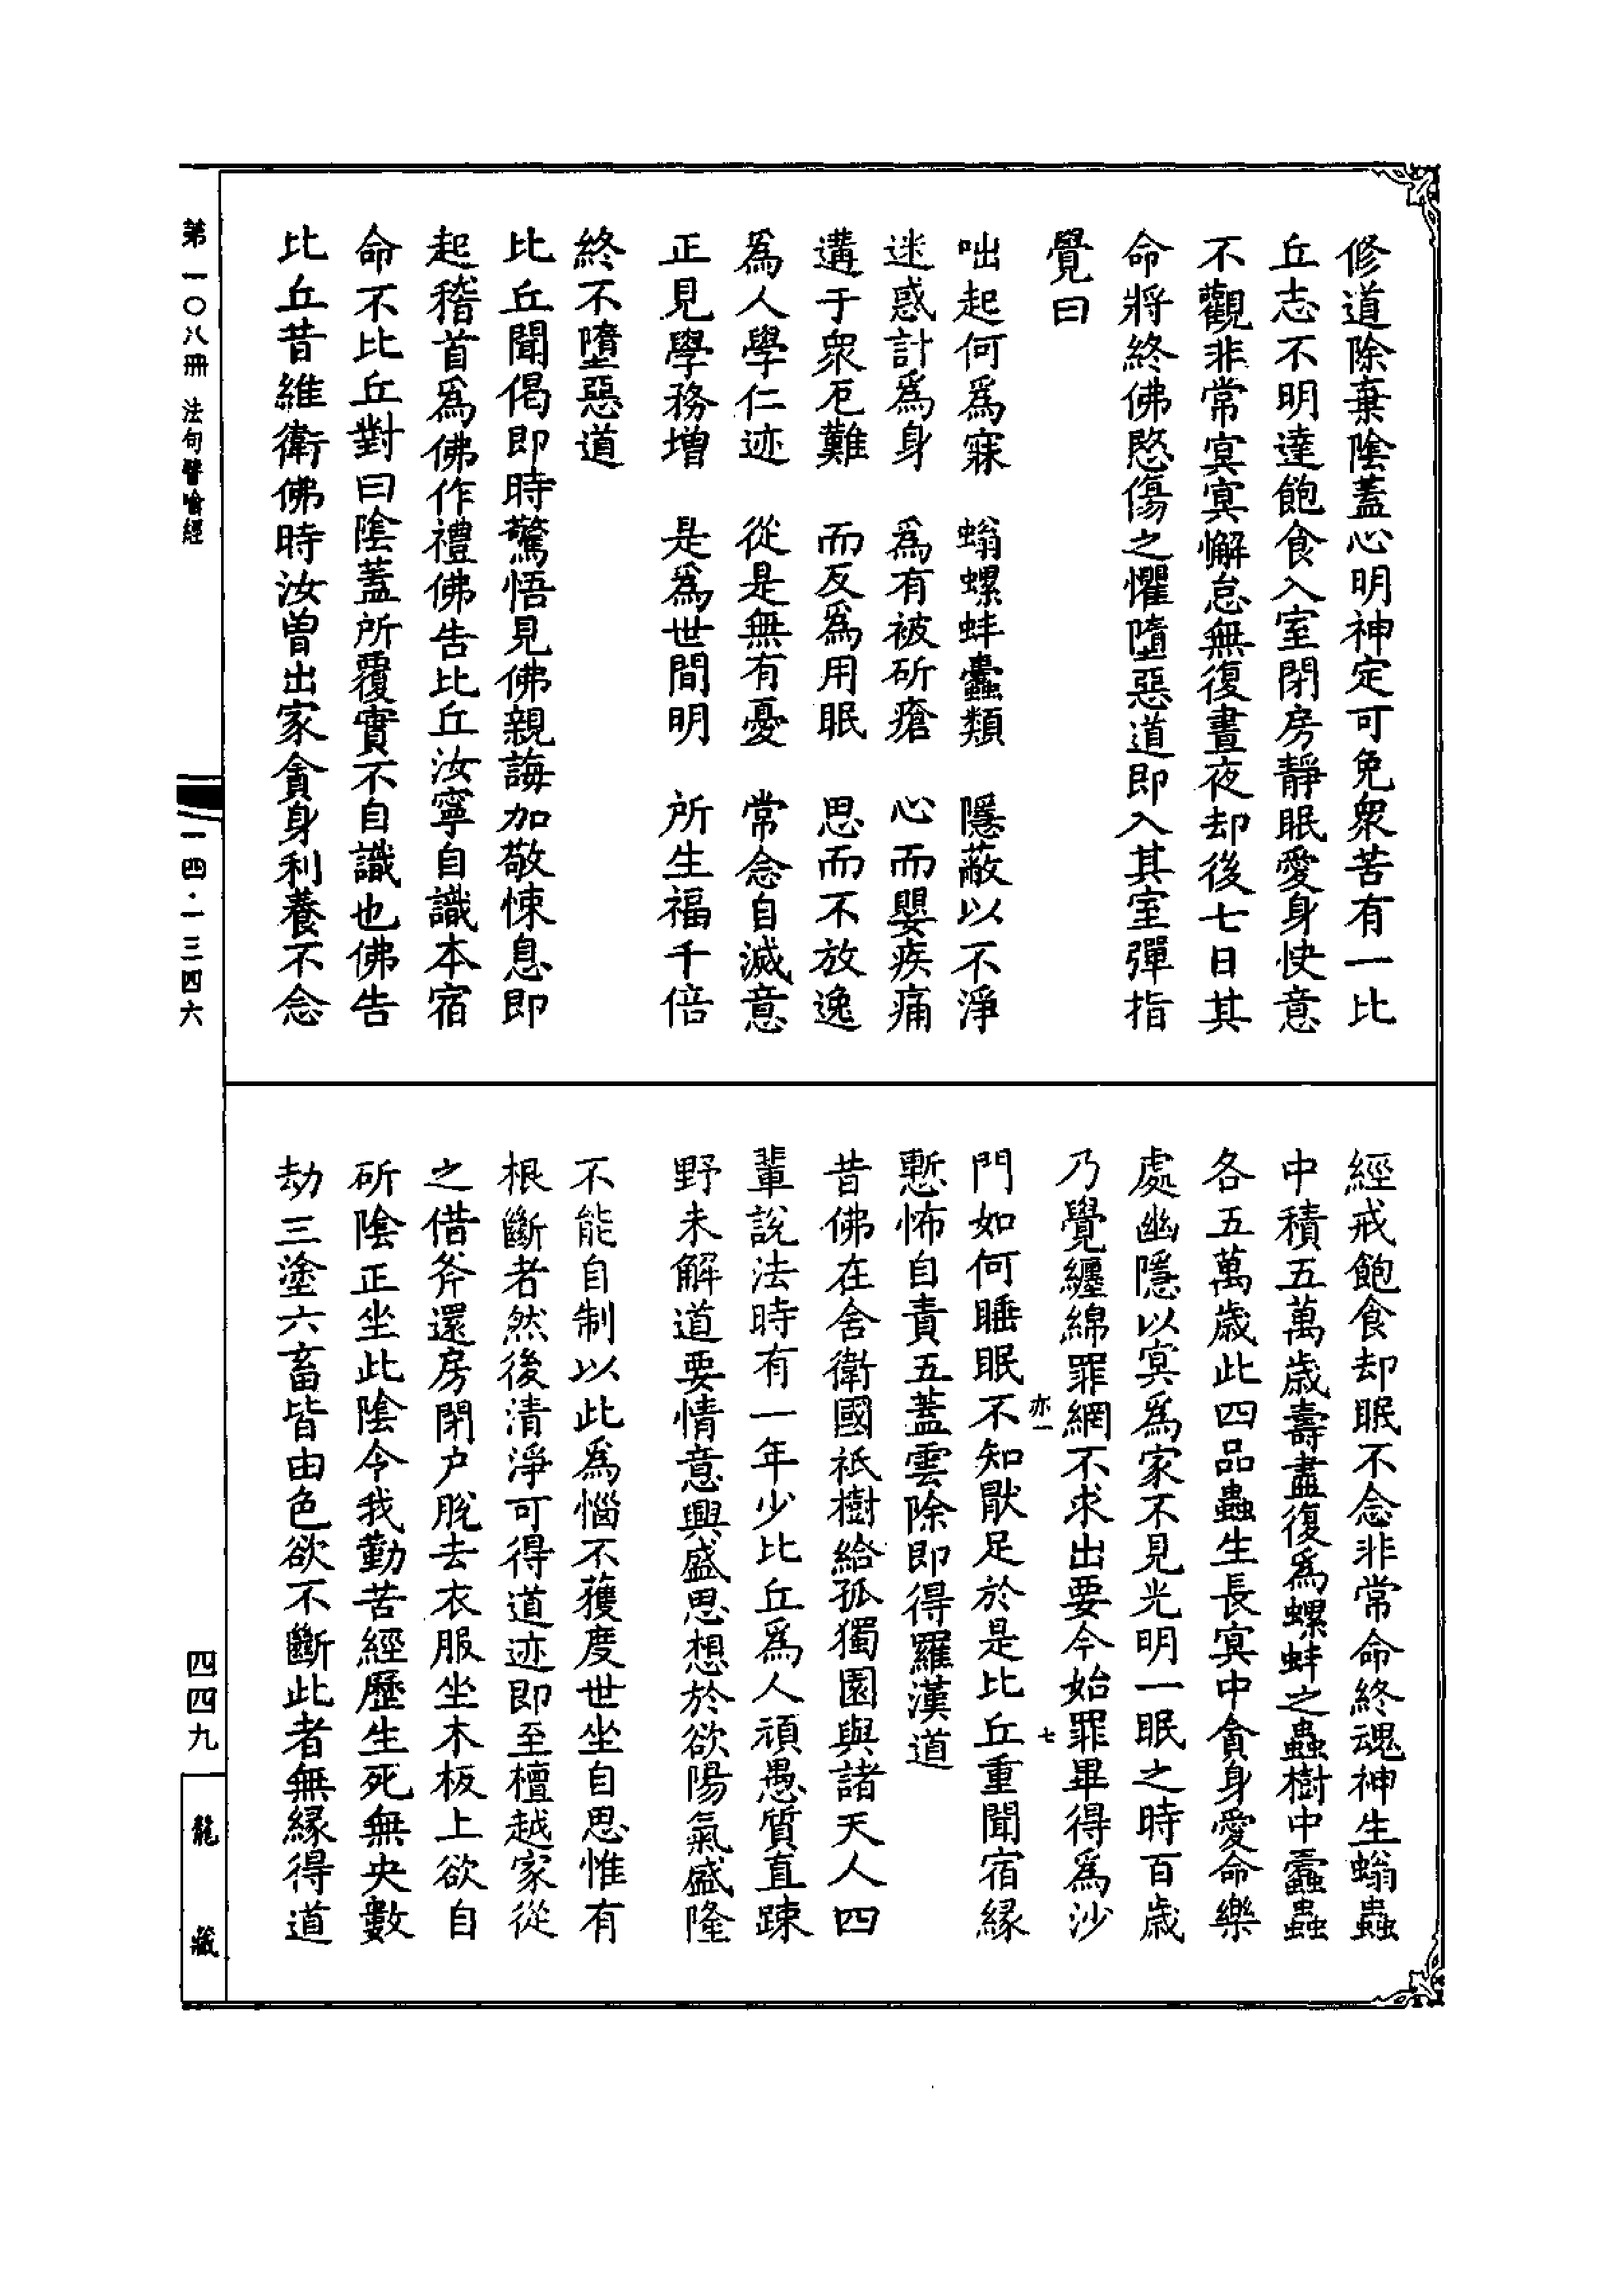 修道除棄陰蓋心明神定可免衆苦有一比
丘志不明達飽食入室閉房靜眠愛身快意
不觀非常㝠㝠懈怠無復晝夜却後七日其
命將終佛愍傷之懼墮惡道即入其室彈指
覺曰
咄起何爲寐　螉螺蚌蠹類　隱蔽以不淨
迷惑計爲身　爲有被斫瘡　心而嬰疾痛
遘于衆厄難　而反爲用眠　思而不放逸
爲人學仁迹　從是無有憂　常念自滅意
正見學務增　是爲世間明　所生福千倍
終不墮惡道
比丘聞偈即時驚悟見佛親誨加敬悚息即
起稽首爲佛作禮佛告比丘汝寧自識本宿
命不比丘對曰陰蓋所覆實不自識也佛告
比丘昔維衛佛時汝曾出家貪身利養不念
經戒飽食却眠不念非常命終魂神生螉蟲
中積五萬歲壽盡復爲螺蚌之蟲樹中蠹蟲
各五萬歲此四品蟲生長㝠中貪身愛命樂
處幽隱以㝠爲家不見光明一眠之時百歲
乃覺纏綿罪網不求出要今始罪畢得爲沙
亦一
七
門如何睡眠不知猒足於是比丘重聞宿緣
慙怖自責五蓋雲除即得羅漢道
昔佛在舍衛國祇樹給孤獨園與諸天人四
輩說法時有一年少比丘爲人頑愚質直踈
野未解道要情意興盛思想於欲陽氣盛隆
不能自制以此爲惱不獲度世坐自思惟有
根斷者然後清淨可得道迹即至檀越家從
之借斧還房閉户脫去衣服坐木板上欲自
斫陰正坐此陰令我勤苦經歷生死無央數
劫三塗六畜皆由色欲不斷此者無緣得道
第一〇八冊　法句譬喻經
一四・一三四六
四四九
龍藏